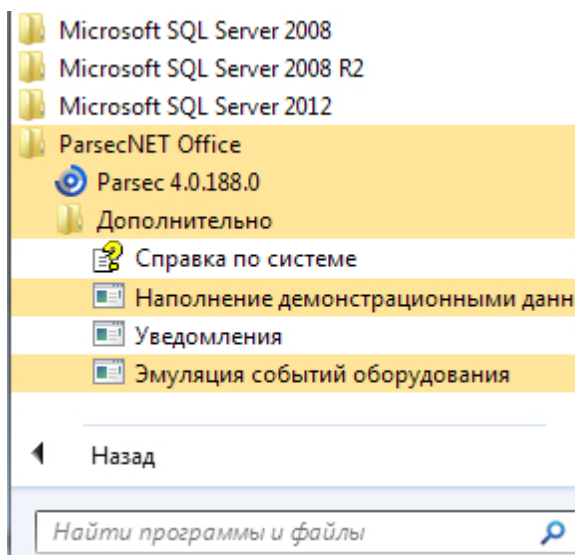 Microsoft SQL Server 2008
Microsoft SQL Server 2008 R2
Microsoft SQL Server 2012
ParsecNET Office
Parsec 4.0.188.0
Дополнительно
Справка по системе
Наполнение демонстрационными данн
Уведомления
Эмуляция событий оборудования
Назад
Найти программы и файлы